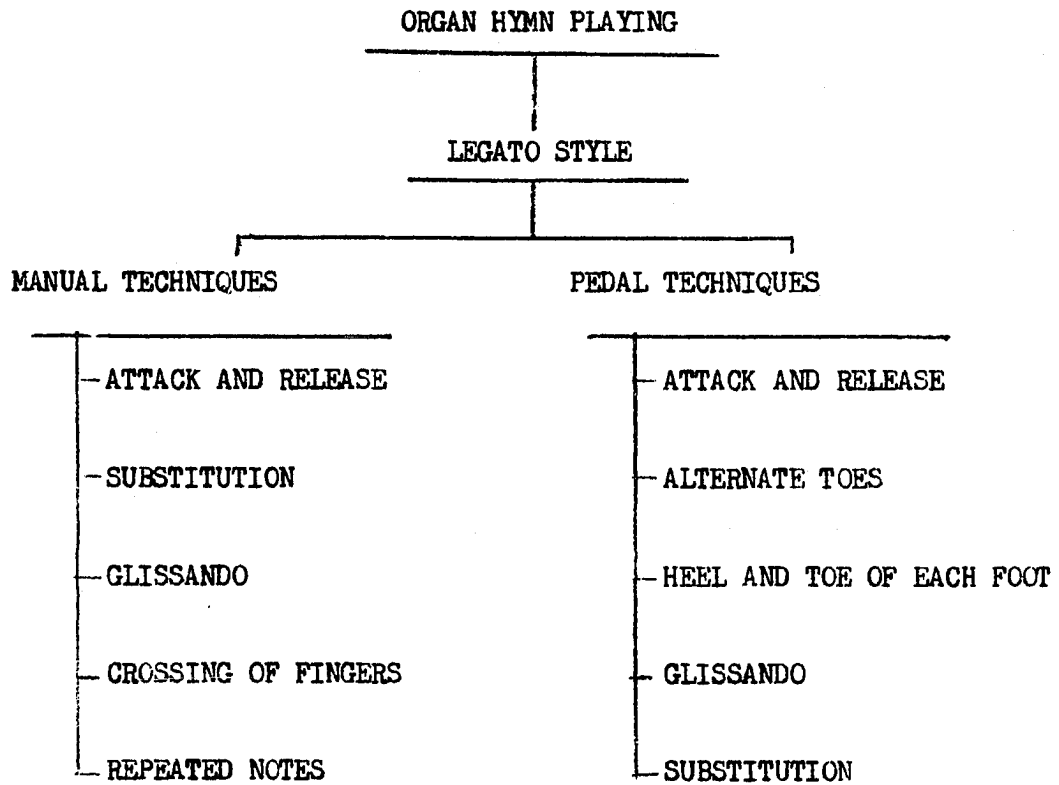 ORGAN HYMN PLAYING
LEGATO STYLE
MANUAL TECHNIQUES
ATTACK AND RELEASE
SUBSTITUTION
GLISSANDO
CROSSING OF FINGERS
REPEATED NOTES
PEDAL TECHNIQUES
ATTACK AND RELEASE
ALTERNATE TOES
HEEL AND TOE OF EACH FOOT
GLISSANDO
SUBSTITUTION